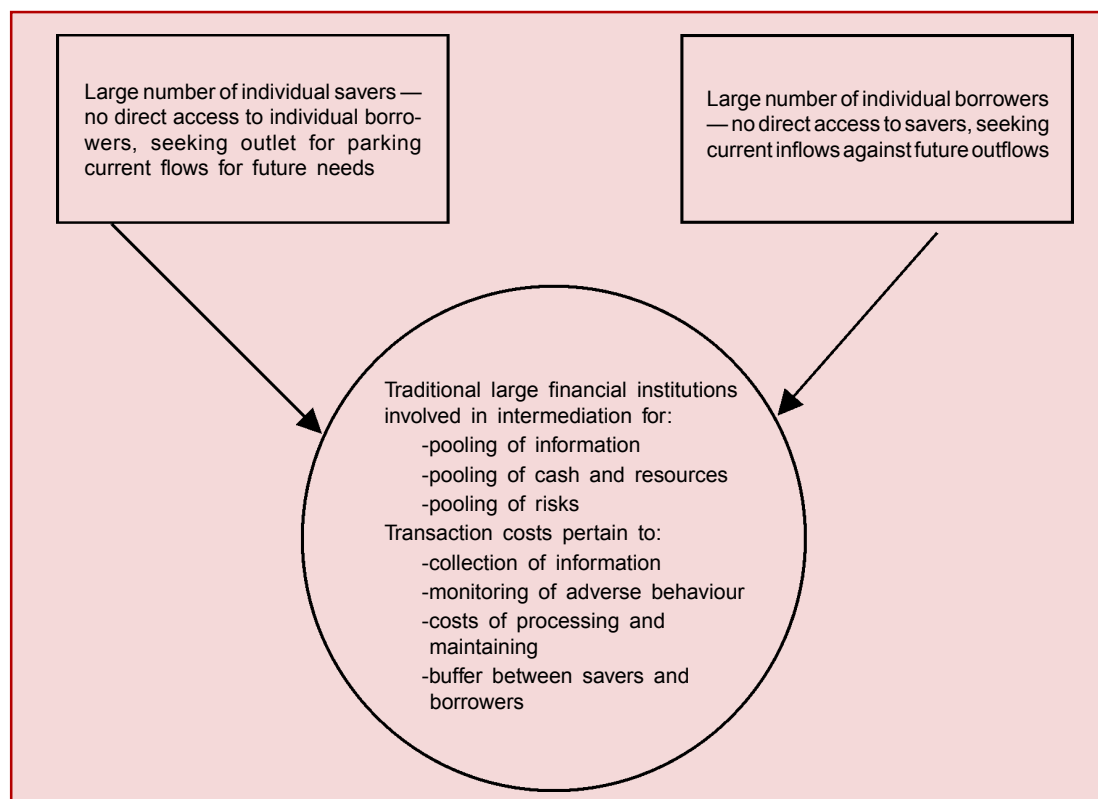 Large number of individual savers —
no direct access to individual borro-
wers, seeking outlet for parking
current flows for future needs
Large number of individual borrowers
— no direct access to savers, seeking
current inflows against future outflows
Traditional large financial institutions
involved in intermediation for:
-pooling of information
-pooling of cash and resources
-pooling of risks
Transaction costs pertain to:
-collection of information
-monitoring of adverse behaviour
-costs of processing and
maintaining
-buffer between savers and
borrowers